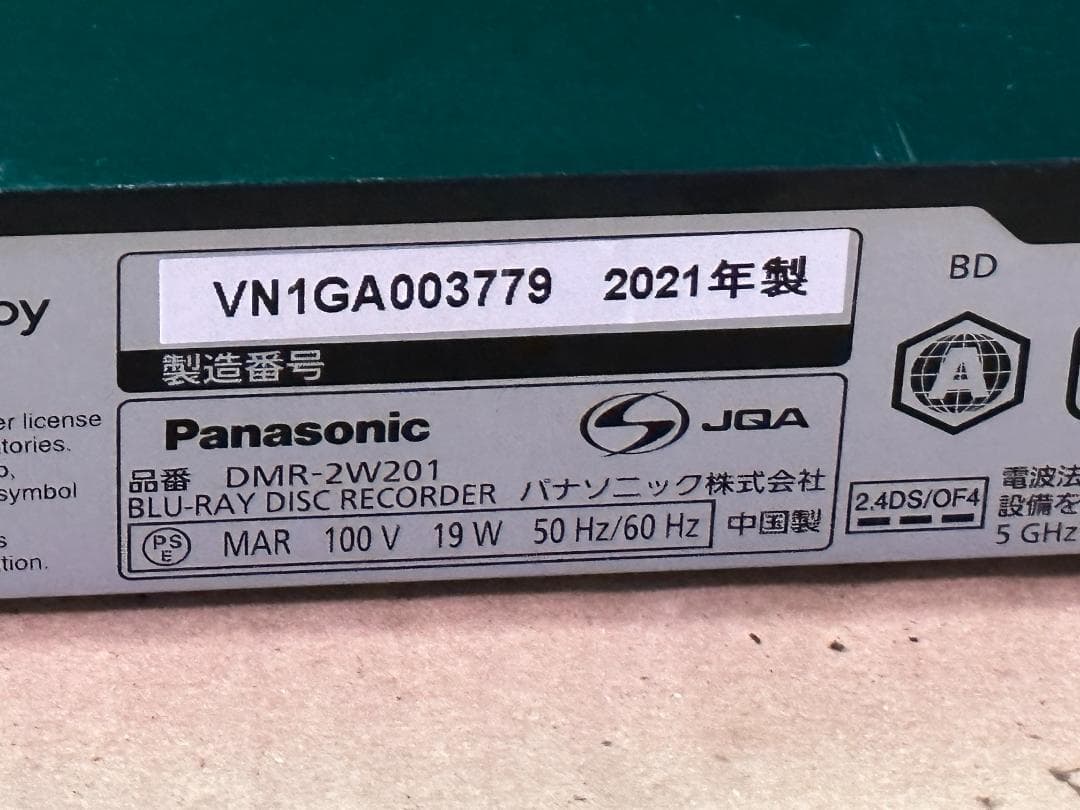 VN1GA003779 2021年製
製造番号
Panasonic
JQA
品番 DMR-2W201
BLU-RAY DISC RECORDER パナソニック株式会社
PSE MAR 100 V 19 W 50 Hz/60 Hz 中国製
BD
A
2.4DS/OF4
電波法
設備を
5 GHz
oy
er license
tories.
symbol
tion.